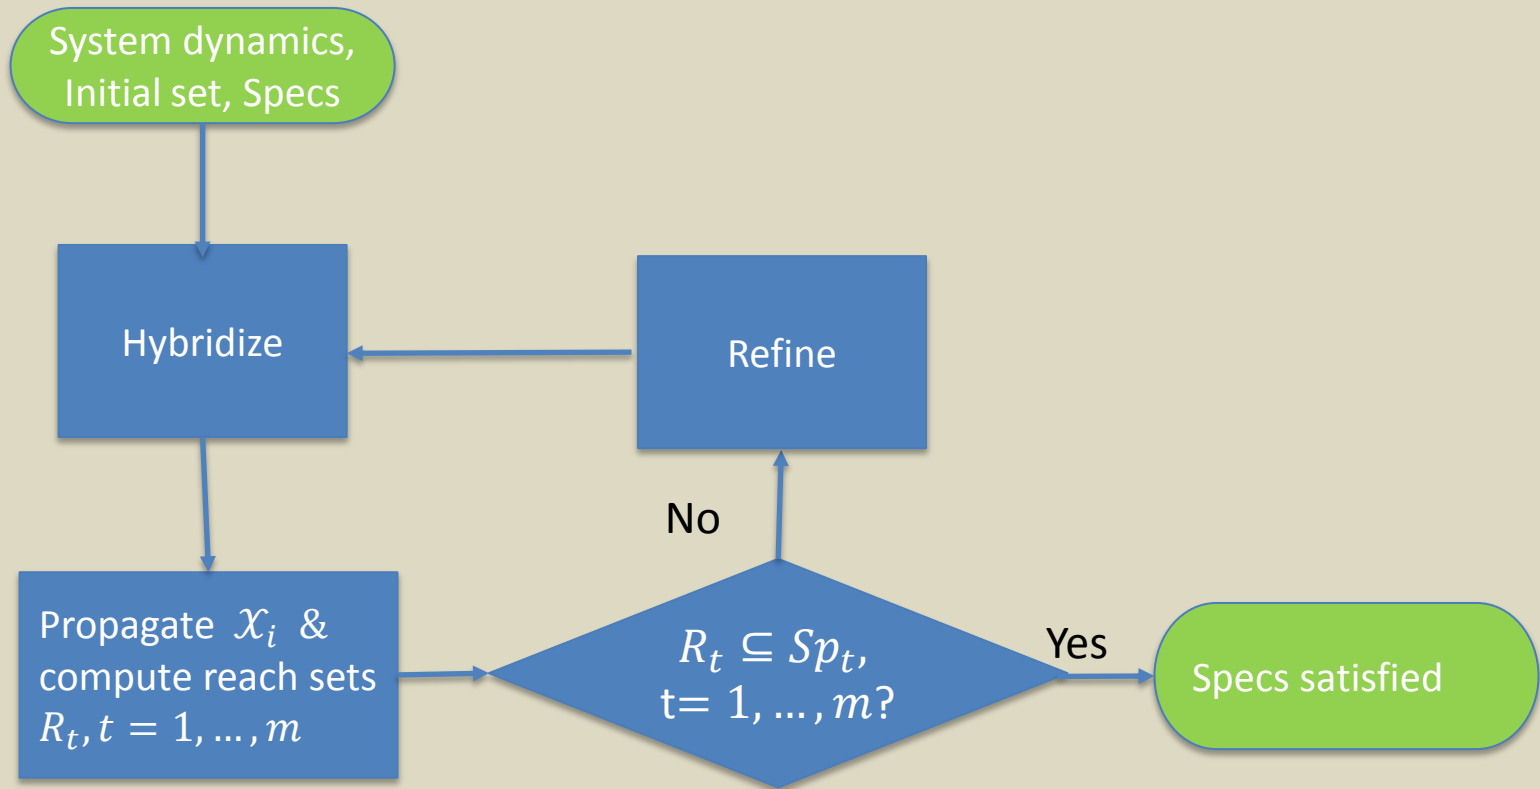 System dynamics,
Initial set, Specs
Hybridize
Refine
No
Propagate 𝒳ᵢ &
compute reach sets
Rₜ, t = 1, …, m
Rₜ ⊆ Spₜ,
t= 1, …, m?
Yes
Specs satisfied